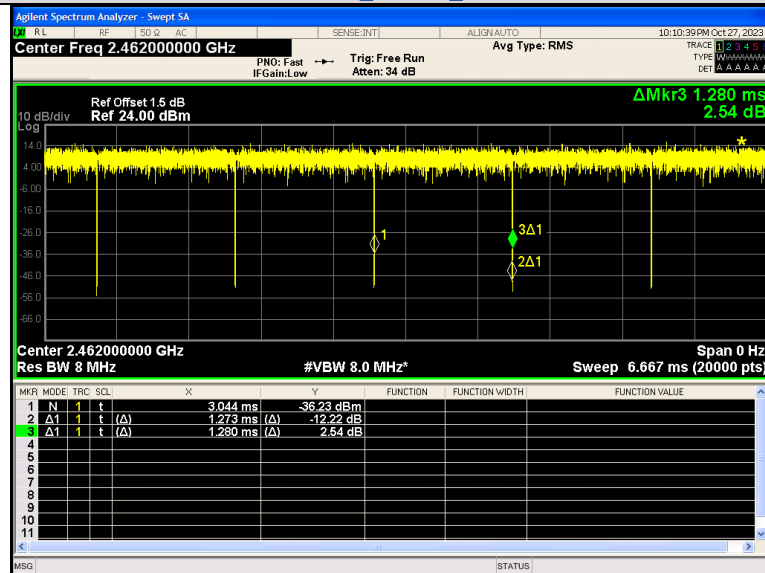 Agilent Spectrum Analyzer - Swept SA
LXI RL RF 50 Ω AC SENSE:INT ALIGN AUTO 10:10:39 PM Oct 27, 2023
Center Freq 2.462000000 GHz Avg Type: RMS TRACE 1 2 3 4 5
PNO: Fast Trig: Free Run TYPE
IFGain:Low Atten: 34 dB DET A A A A A
ΔMkr3 1.280 ms
Ref Offset 1.5 dB 2.54 dB
10 dB/div Ref 24.00 dBm
Log
14.0
4.00
-6.00
-16.0
-26.0
-36.0
-46.0
-56.0
-66.0
1
3Δ1
2Δ1
Center 2.462000000 GHz Span 0 Hz
Res BW 8 MHz #VBW 8.0 MHz* Sweep 6.667 ms (20000 pts)
MKR MODE TRC SCL X Y FUNCTION FUNCTION WIDTH FUNCTION VALUE
1 N 1 t 3.044 ms -36.23 dBm
2 Δ1 1 t (Δ) 1.273 ms (Δ) -12.22 dB
3 Δ1 1 t (Δ) 1.280 ms (Δ) 2.54 dB
4
5
6
7
8
9
10
11
MSG STATUS